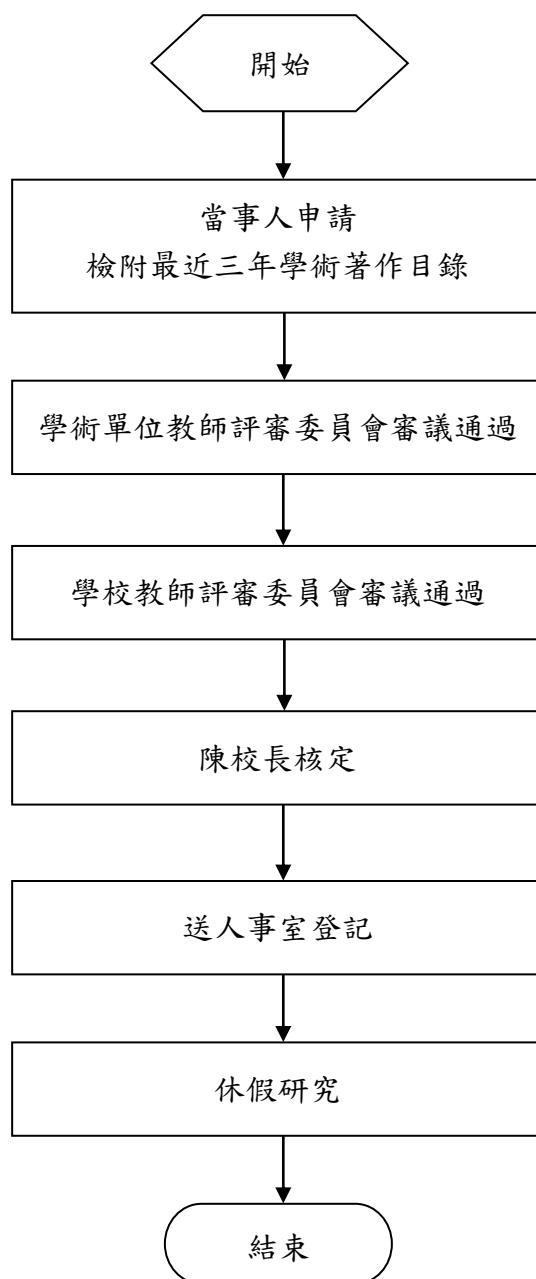 開始
當事人申請
檢附最近三年學術著作目錄
學術單位教師評審委員會審議通過
學校教師評審委員會審議通過
陳校長核定
送人事室登記
休假研究
結束